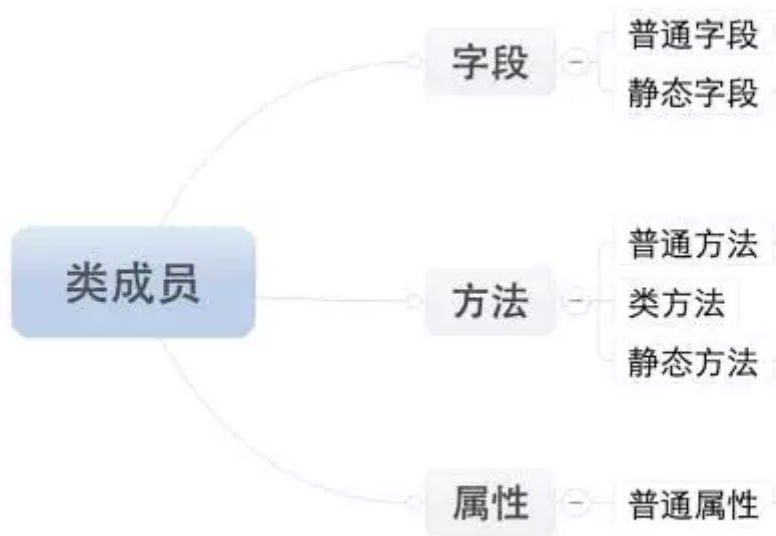 类成员
字段
普通字段
静态字段
方法
普通方法
类方法
静态方法
属性
普通属性